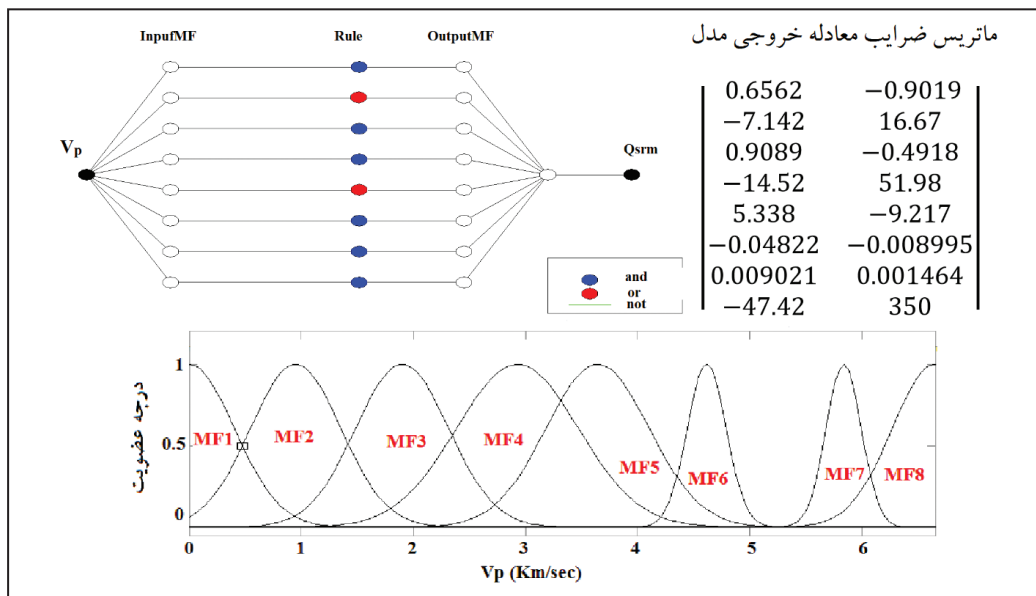 InpufMF Rule OutputMF
Vp
Qsrm
and
or
not
ماتریس ضرایب معادله خروجی مدل
0.6562 −0.9019
−7.142 16.67
0.9089 −0.4918
−14.52 51.98
5.338 −9.217
−0.04822 −0.008995
0.009021 0.001464
−47.42 350
درجه عضویت
1
0.5
0
MF1 MF2 MF3 MF4 MF5 MF6 MF7 MF8
0 1 2 3 4 5 6
Vp (Km/sec)